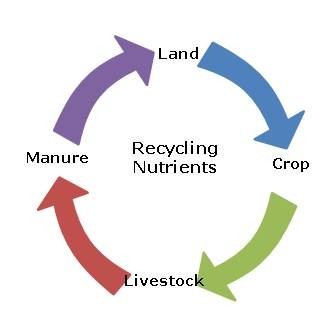 Land
Recycling
Nutrients
Manure
Crop
Livestock